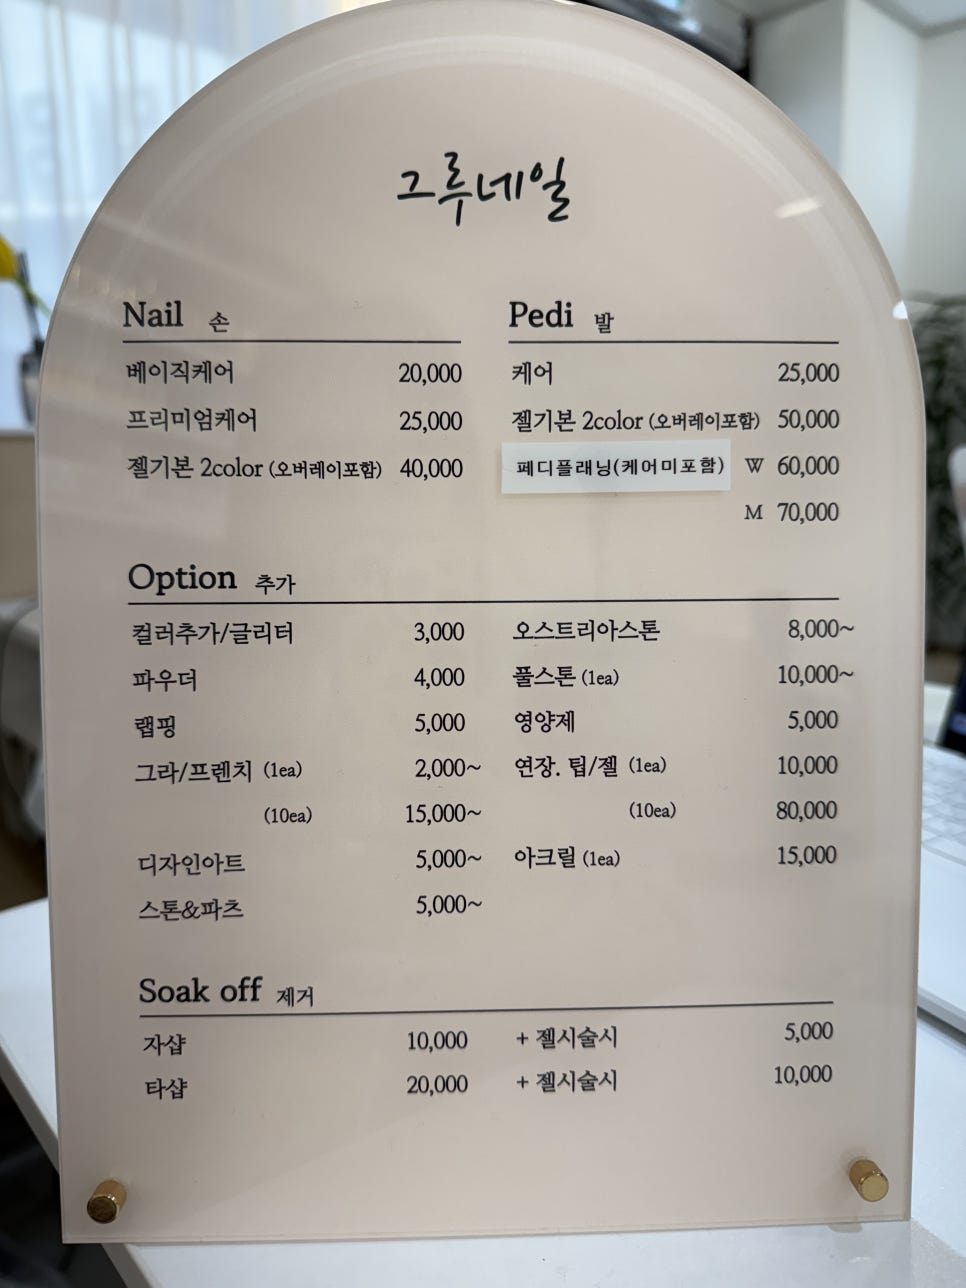 그루네일
Nail 손
베이직케어 20,000
프리미엄케어 25,000
젤기본 2color (오버레이포함) 40,000
Pedi 발
케어 25,000
젤기본 2color (오버레이포함) 50,000
페디플래닝(케어미포함) W 60,000
M 70,000
Option 추가
컬러추가/글리터 3,000
파우더 4,000
랩핑 5,000
그라/프렌치 (1ea) 2,000~
(10ea) 15,000~
디자인아트 5,000~
스톤&파츠 5,000~
오스트리아스톤 8,000~
풀스톤 (1ea) 10,000~
영양제 5,000
연장. 팁/젤 (1ea) 10,000
(10ea) 80,000
아크릴 (1ea) 15,000
Soak off 제거
자샵 10,000 + 젤시술시 5,000
타샵 20,000 + 젤시술시 10,000